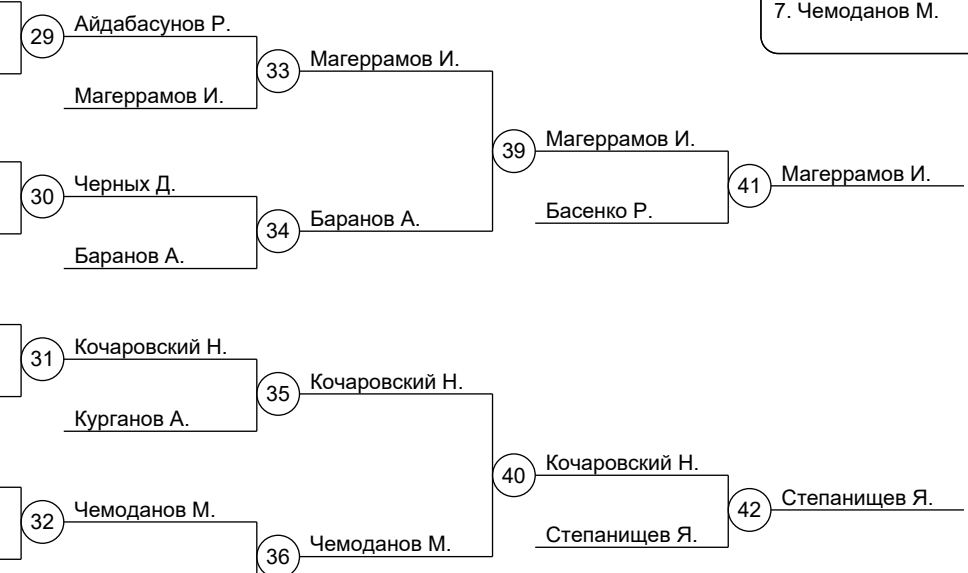 7. Чемоданов М.
29
Айдабасунов Р.
33
Магеррамов И.
Магеррамов И.
39
Магеррамов И.
41
Магеррамов И.
30
Черных Д.
34
Баранов А.
Басенко Р.
Баранов А.
31
Кочаровский Н.
35
Кочаровский Н.
Курганов А.
40
Кочаровский Н.
42
Степанищев Я.
32
Чемоданов М.
36
Чемоданов М.
Степанищев Я.